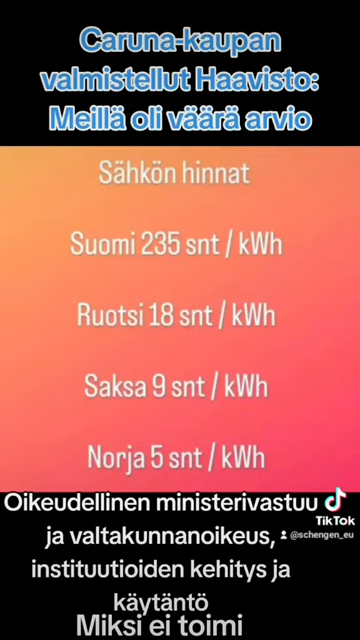 Caruna-kaupan
valmistellut Haavisto:
Meillä oli väärä arvio
Sähkön hinnat
Suomi 235 snt / kWh
Ruotsi 18 snt / kWh
Saksa 9 snt / kWh
Norja 5 snt / kWh
Oikeudellinen ministerivastuu
TikTok
ja valtakunnanoikeus,
@schengen_eu
instituutioiden kehitys ja
käytäntö
Miksi ei toimi